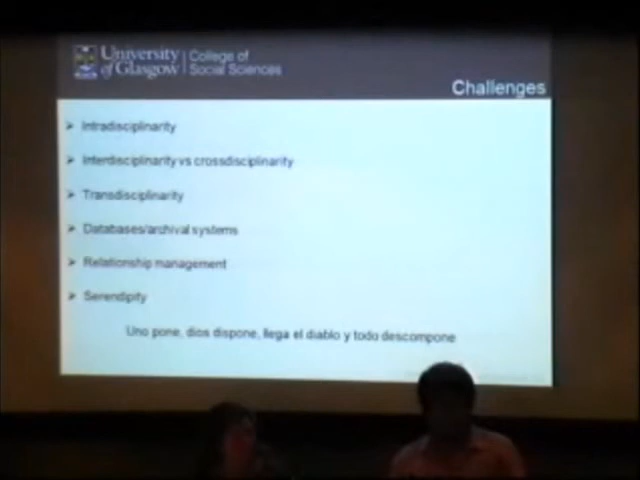 University of Glasgow
College of Social Sciences
Challenges
Intradisciplinarity
Interdisciplinarity vs crossdisciplinarity
Transdisciplinarity
Databases/archival systems
Relationship management
Serendipity
Uno pone, dios dispone, llega el diablo y todo descompone